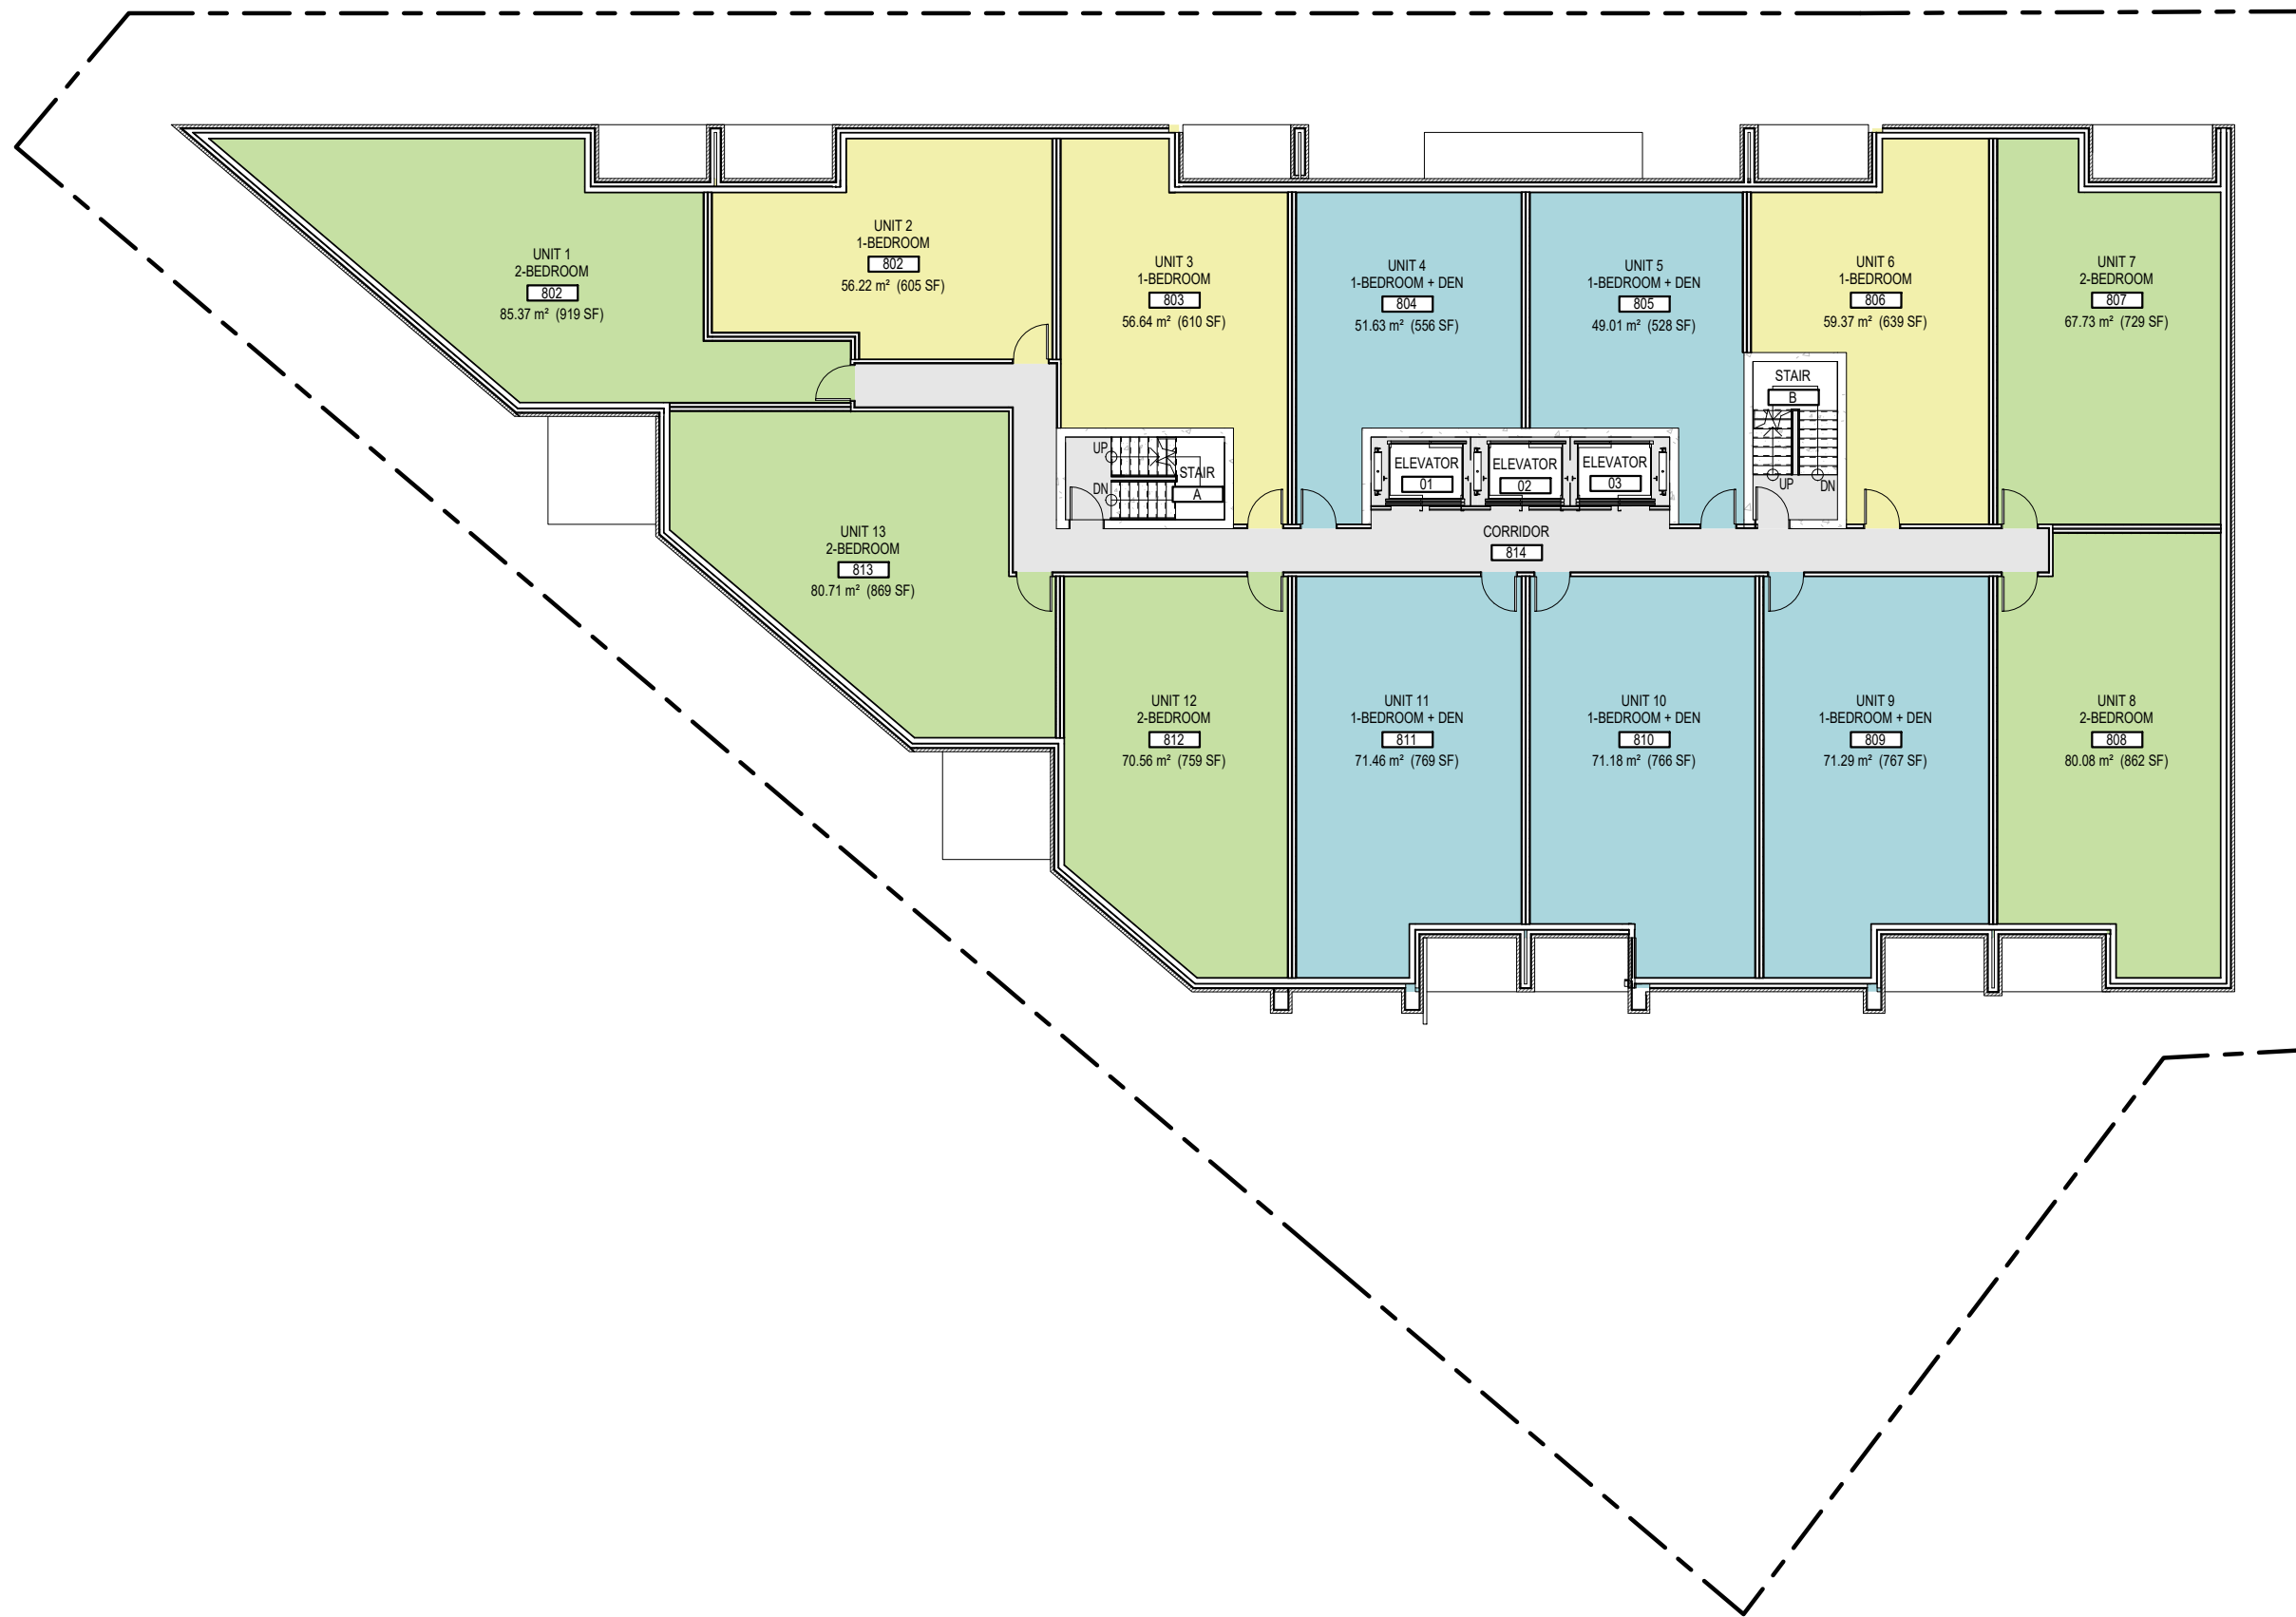 UNIT 1
2-BEDROOM
802
85.37 m² (919 SF)
UNIT 2
1-BEDROOM
802
56.22 m² (605 SF)
UNIT 3
1-BEDROOM
803
56.64 m² (610 SF)
UNIT 4
1-BEDROOM + DEN
804
51.63 m² (556 SF)
UNIT 5
1-BEDROOM + DEN
805
49.01 m² (528 SF)
UNIT 6
1-BEDROOM
806
59.37 m² (639 SF)
UNIT 7
2-BEDROOM
807
67.73 m² (729 SF)
STAIR
B
UP
DN
UP
DN
STAIR
A
ELEVATOR
01
ELEVATOR
02
ELEVATOR
03
CORRIDOR
814
UNIT 13
2-BEDROOM
813
80.71 m² (869 SF)
UNIT 12
2-BEDROOM
812
70.56 m² (759 SF)
UNIT 11
1-BEDROOM + DEN
811
71.46 m² (769 SF)
UNIT 10
1-BEDROOM + DEN
810
71.18 m² (766 SF)
UNIT 9
1-BEDROOM + DEN
809
71.29 m² (767 SF)
UNIT 8
2-BEDROOM
808
80.08 m² (862 SF)